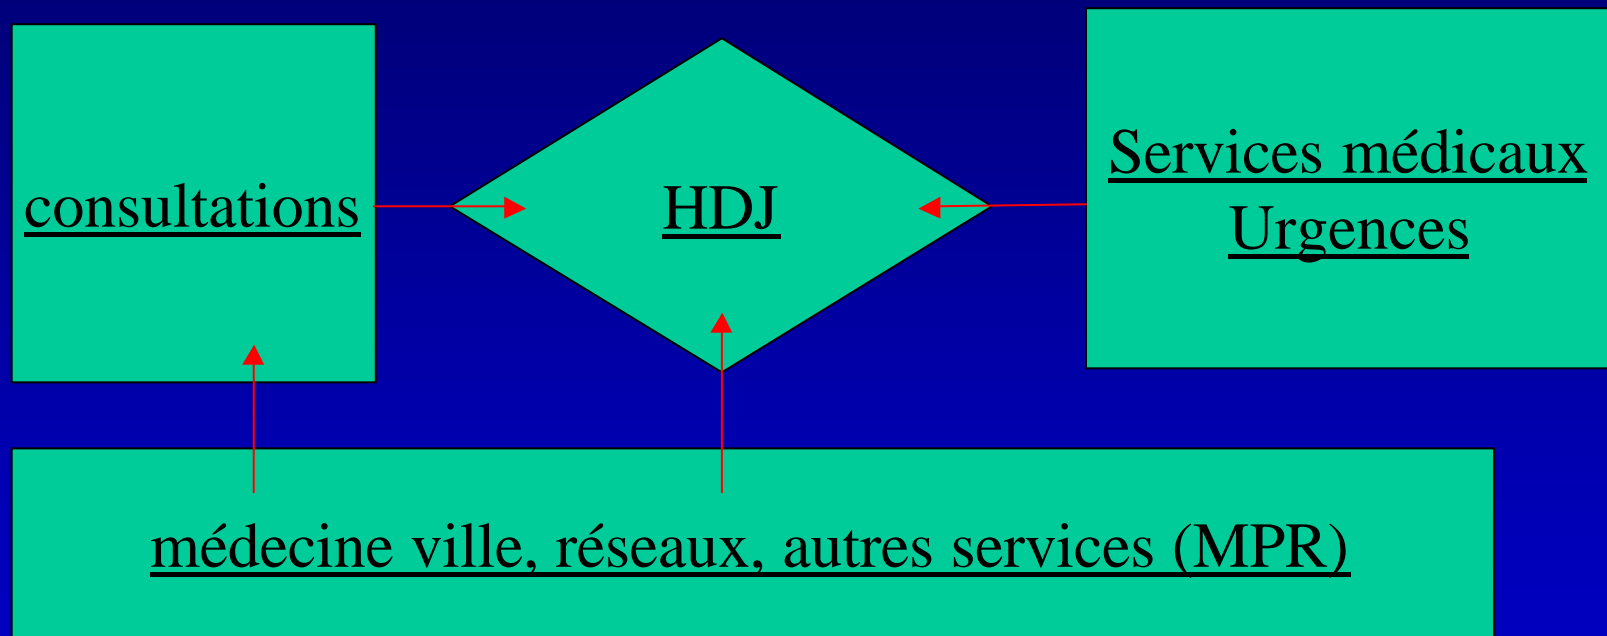 consultations
HDJ
Services médicaux
Urgences
médecine ville, réseaux, autres services (MPR)